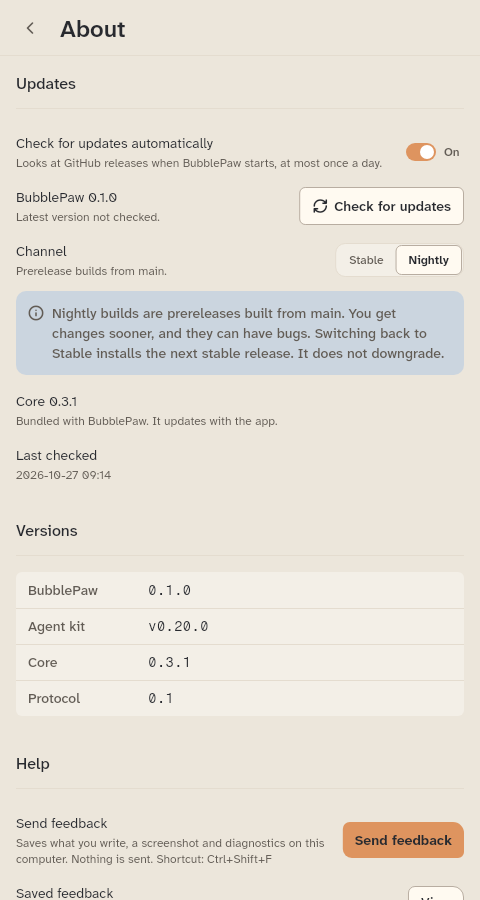 About
Updates
Check for updates automatically
Looks at GitHub releases when BubblePaw starts, at most once a day.
On
BubblePaw 0.1.0
Latest version not checked.
Check for updates
Channel
Prerelease builds from main.
Stable
Nightly
Nightly builds are prereleases built from main. You get
changes sooner, and they can have bugs. Switching back to
Stable installs the next stable release. It does not downgrade.
Core 0.3.1
Bundled with BubblePaw. It updates with the app.
Last checked
2026-10-27 09:14
Versions
BubblePaw 0.1.0
Agent kit v0.20.0
Core 0.3.1
Protocol 0.1
Help
Send feedback
Saves what you write, a screenshot and diagnostics on this
computer. Nothing is sent. Shortcut: Ctrl+Shift+F
Send feedback
Saved feedback